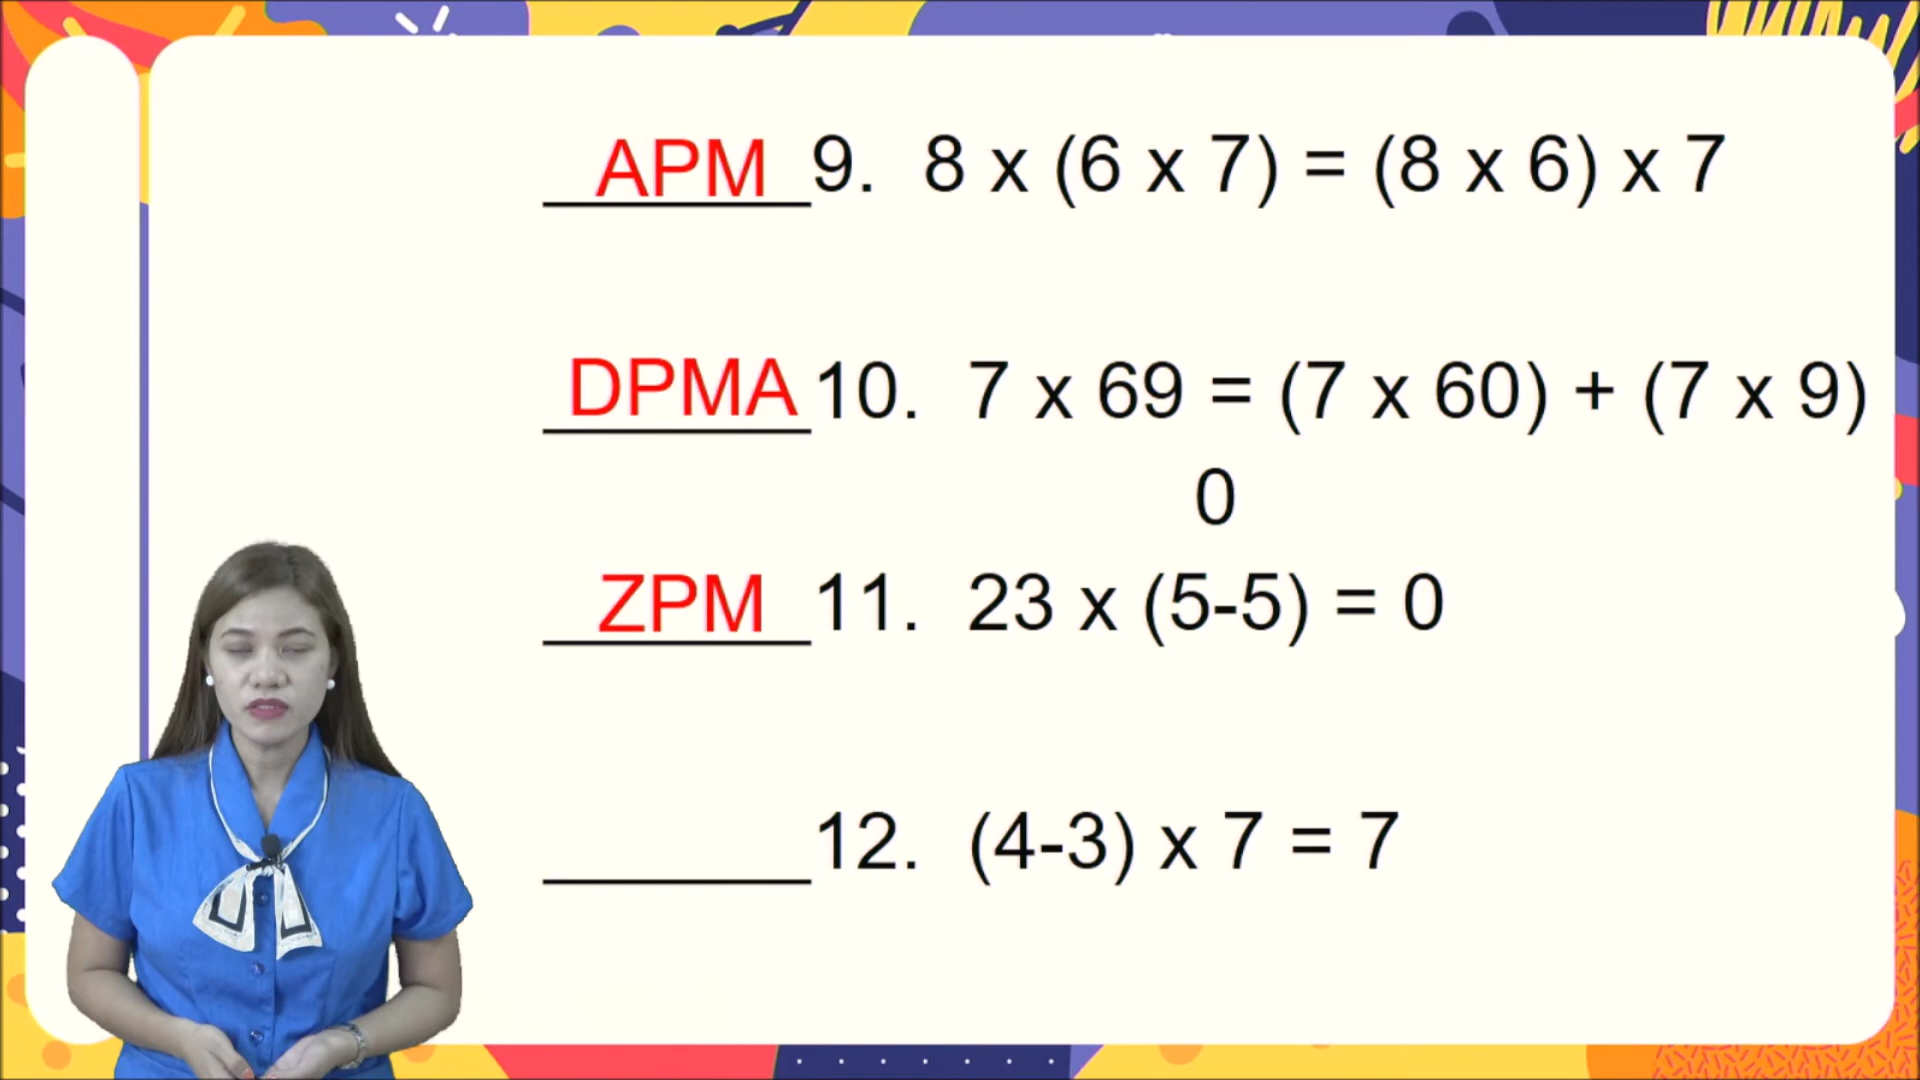 APM 9. 8 x (6 x 7) = (8 x 6) x 7
DPMA 10. 7 x 69 = (7 x 60) + (7 x 9)
0
ZPM 11. 23 x (5-5) = 0
12. (4-3) x 7 = 7